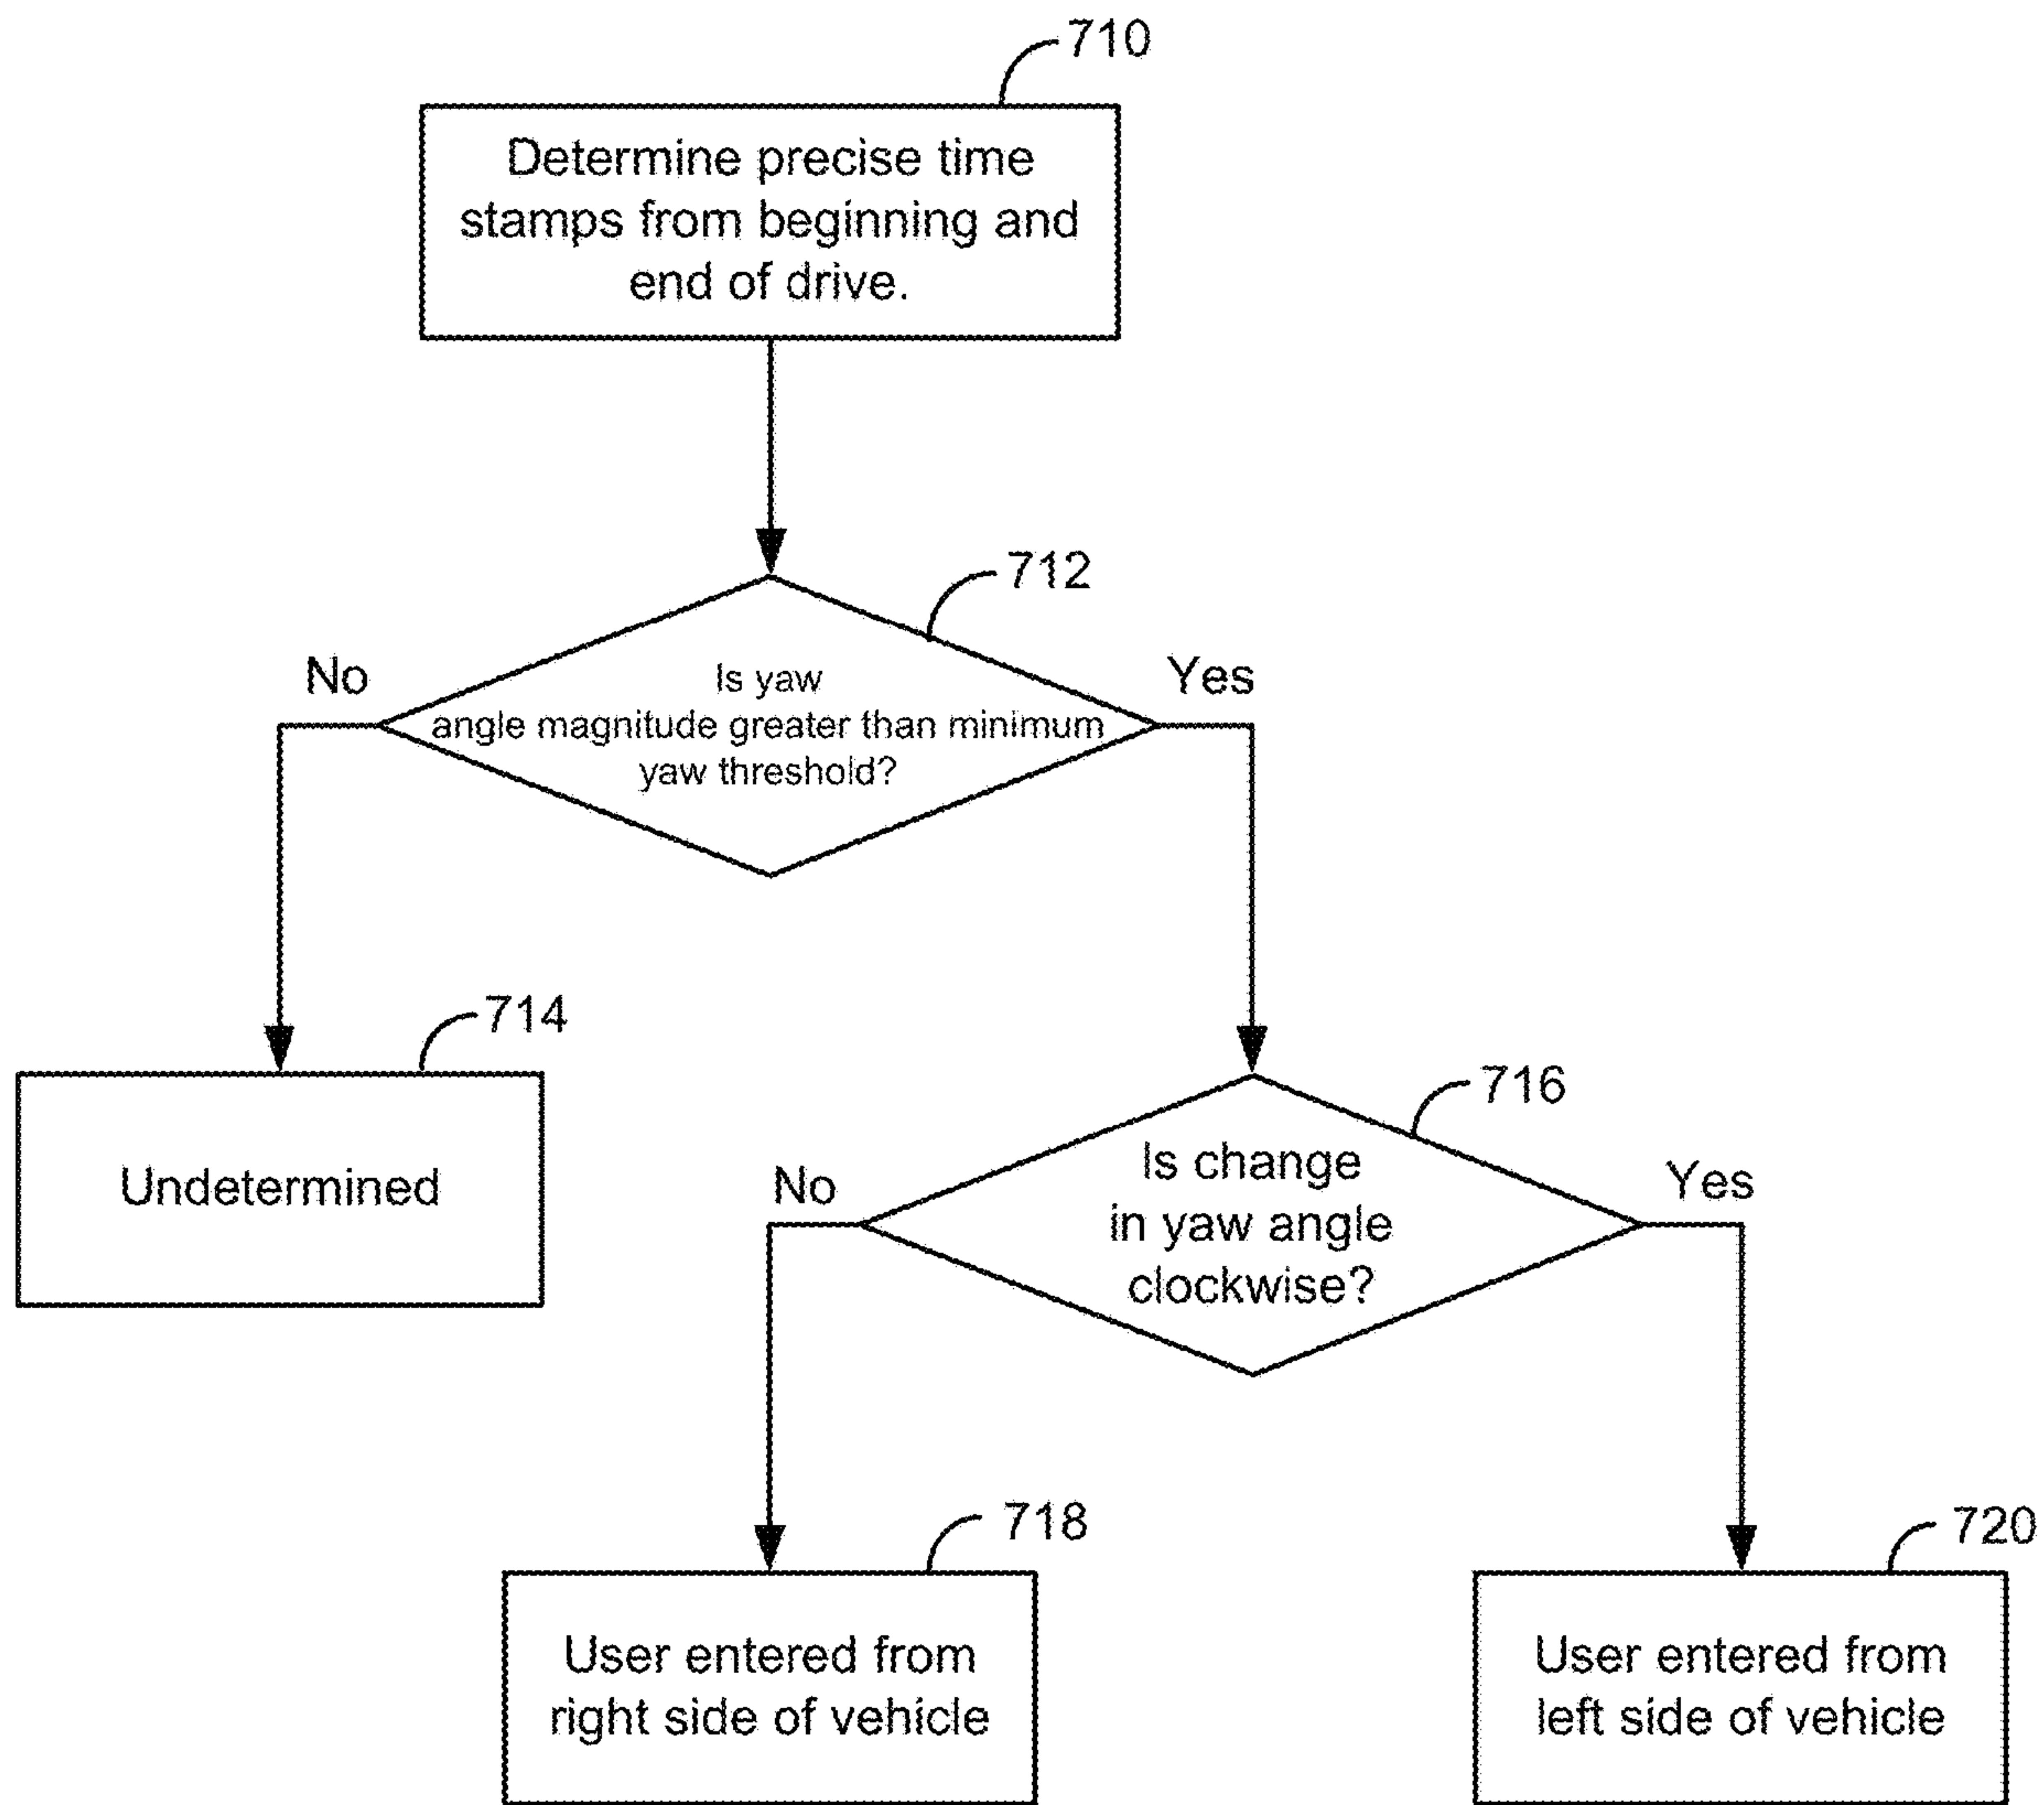 710
Determine precise time
stamps from beginning and
end of drive.
712
No
Yes
Is yaw
angle magnitude greater than minimum
yaw threshold?
714
Undetermined
716
No
Yes
Is change
in yaw angle
clockwise?
718
User entered from
right side of vehicle
720
User entered from
left side of vehicle